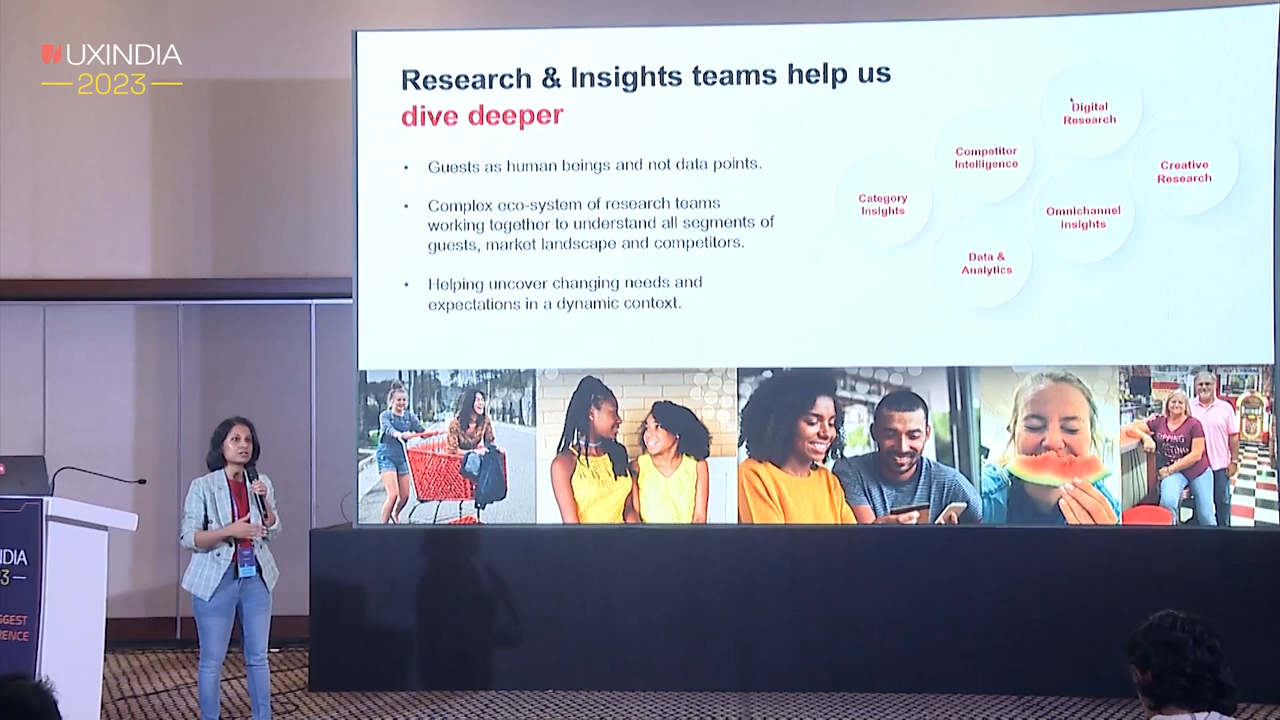 UXINDIA
2023
Research & Insights teams help us
dive deeper
• Guests as human beings and not data points.
• Complex eco-system of research teams
working together to understand all segments of
guests, market landscape and competitors.
• Helping uncover changing needs and
expectations in a dynamic context.
Digital
Research
Competitor
Intelligence
Creative
Research
Category
Insights
Omnichannel
insights
Data &
Analytics
NDIA
3
GGEST
RENCE